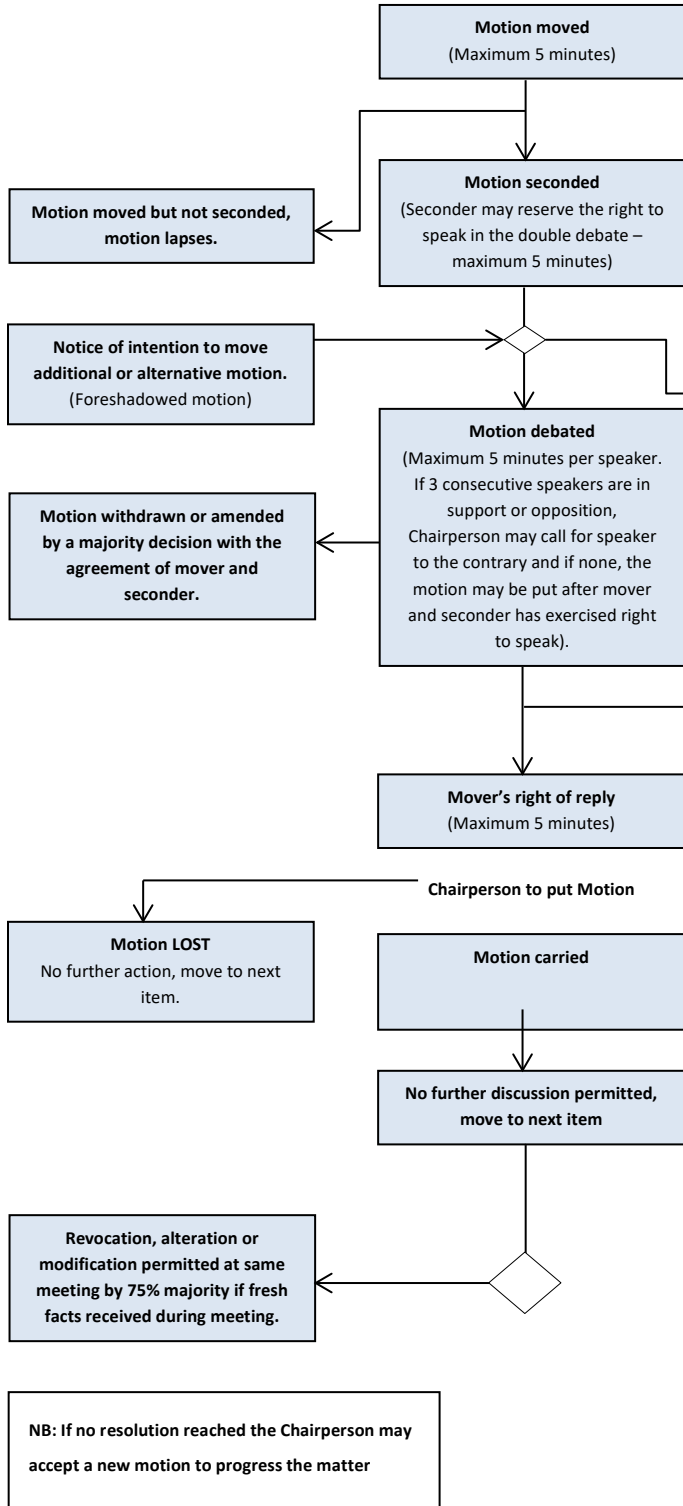 Motion moved
(Maximum 5 minutes)
Motion seconded
(Seconder may reserve the right to
speak in the double debate –
maximum 5 minutes)
Motion moved but not seconded,
motion lapses.
Notice of intention to move
additional or alternative motion.
(Foreshadowed motion)
Motion debated
(Maximum 5 minutes per speaker.
If 3 consecutive speakers are in
support or opposition,
Chairperson may call for speaker
to the contrary and if none, the
motion may be put after mover
and seconder has exercised right
to speak).
Motion withdrawn or amended
by a majority decision with the
agreement of mover and
seconder.
Mover’s right of reply
(Maximum 5 minutes)
Chairperson to put Motion
Motion LOST
No further action, move to next
item.
Motion carried
No further discussion permitted,
move to next item
Revocation, alteration or
modification permitted at same
meeting by 75% majority if fresh
facts received during meeting.
NB: If no resolution reached the Chairperson may
accept a new motion to progress the matter